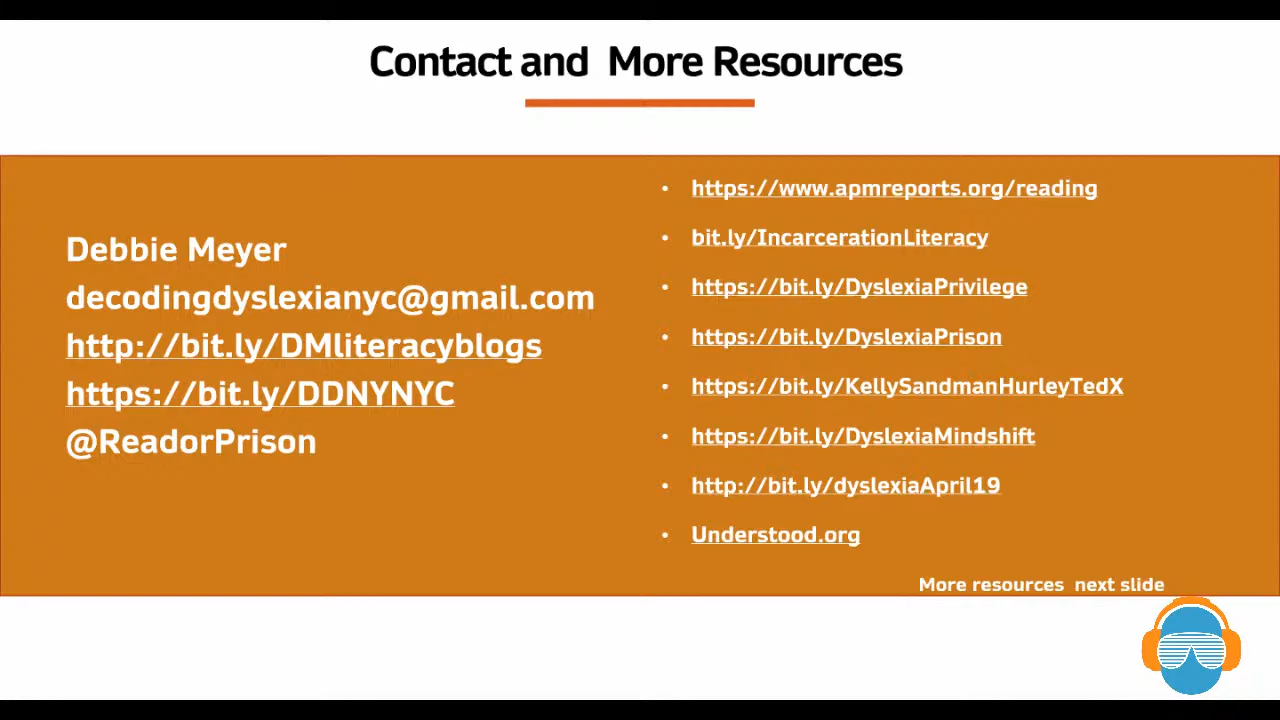 Contact and More Resources
Debbie Meyer
decodingdyslexianyc@gmail.com
http://bit.ly/DMliteracyblogs
https://bit.ly/DDNYNYC
@ReadorPrison
• https://www.apmreports.org/reading
• bit.ly/IncarcerationLiteracy
• https://bit.ly/DyslexiaPrivilege
• https://bit.ly/DyslexiaPrison
• https://bit.ly/KellySandmanHurleyTedX
• https://bit.ly/DyslexiaMindshift
• http://bit.ly/dyslexiaApril19
• Understood.org
More resources next slide